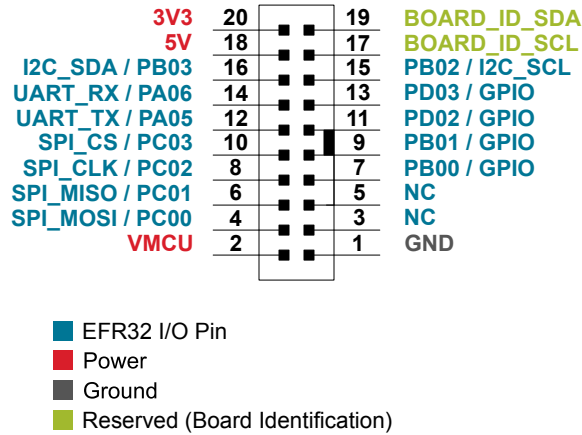 3V3 20 19 BOARD_ID_SDA
5V 18 17 BOARD_ID_SCL
I2C_SDA / PB03 16 15 PB02 / I2C_SCL
UART_RX / PA06 14 13 PD03 / GPIO
UART_TX / PA05 12 11 PD02 / GPIO
SPI_CS / PC03 10 9 PB01 / GPIO
SPI_CLK / PC02 8 7 PB00 / GPIO
SPI_MISO / PC01 6 5 NC
SPI_MOSI / PC00 4 3 NC
VMCU 2 1 GND
EFR32 I/O Pin
Power
Ground
Reserved (Board Identification)